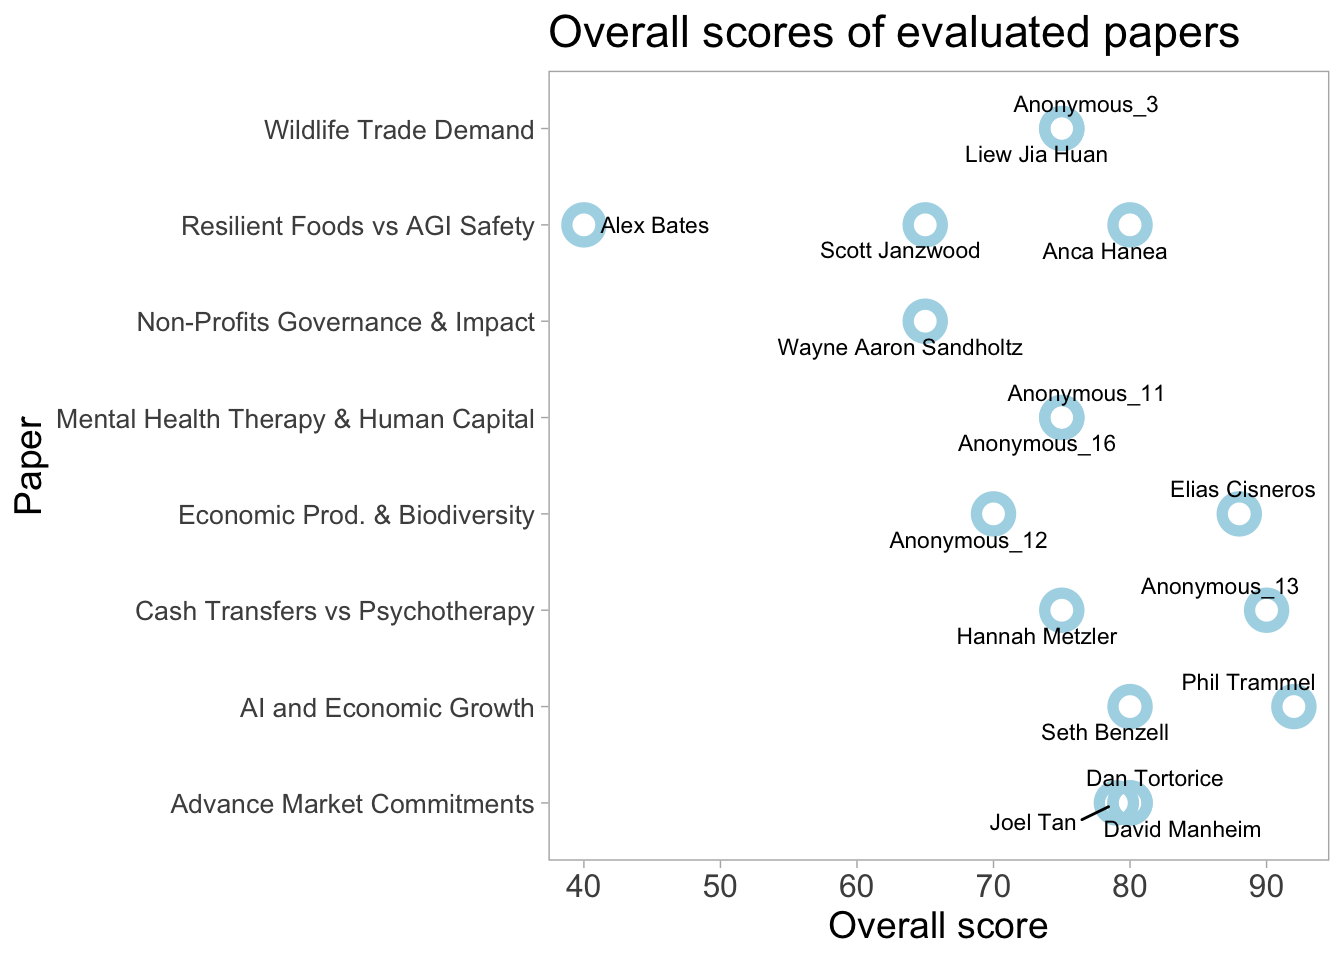 Overall scores of evaluated papers
Anonymous_3
Wildlife Trade Demand
Liew Jia Huan
Resilient Foods vs AGI Safety
Alex Bates
Scott Janzwood
Anca Hanea
Non-Profits Governance & Impact
Wayne Aaron Sandholtz
Anonymous_11
Mental Health Therapy & Human Capital
Anonymous_16
Elias Cisneros
Economic Prod. & Biodiversity
Anonymous_12
Anonymous_13
Cash Transfers vs Psychotherapy
Hannah Metzler
Phil Trammel
AI and Economic Growth
Seth Benzell
Dan Tortorice
Advance Market Commitments
Joel Tan
David Manheim
Paper
40 50 60 70 80 90
Overall score